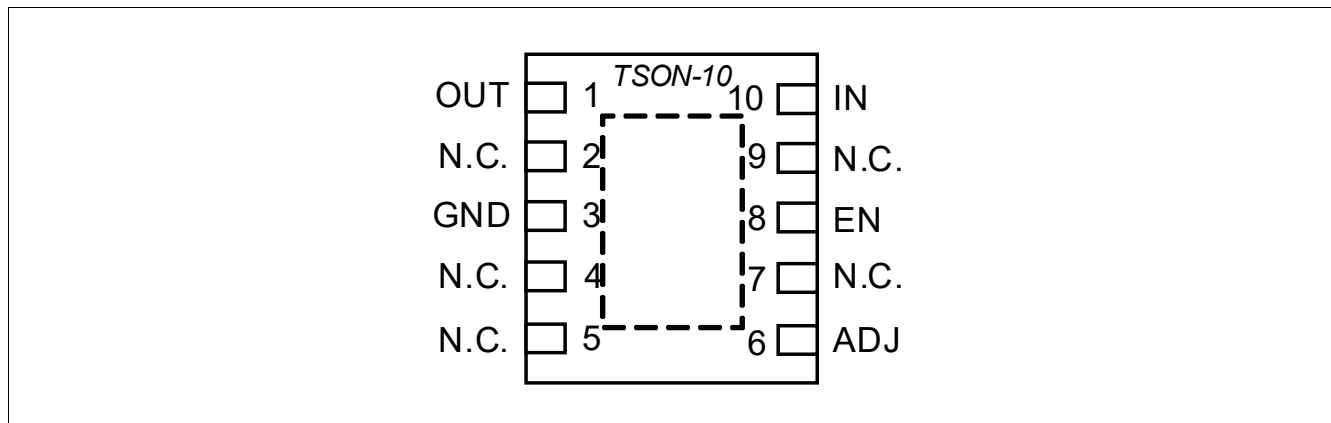 TSON-10
OUT 1 10 IN
N.C. 2 9 N.C.
GND 3 8 EN
N.C. 4 7 N.C.
N.C. 5 6 ADJ